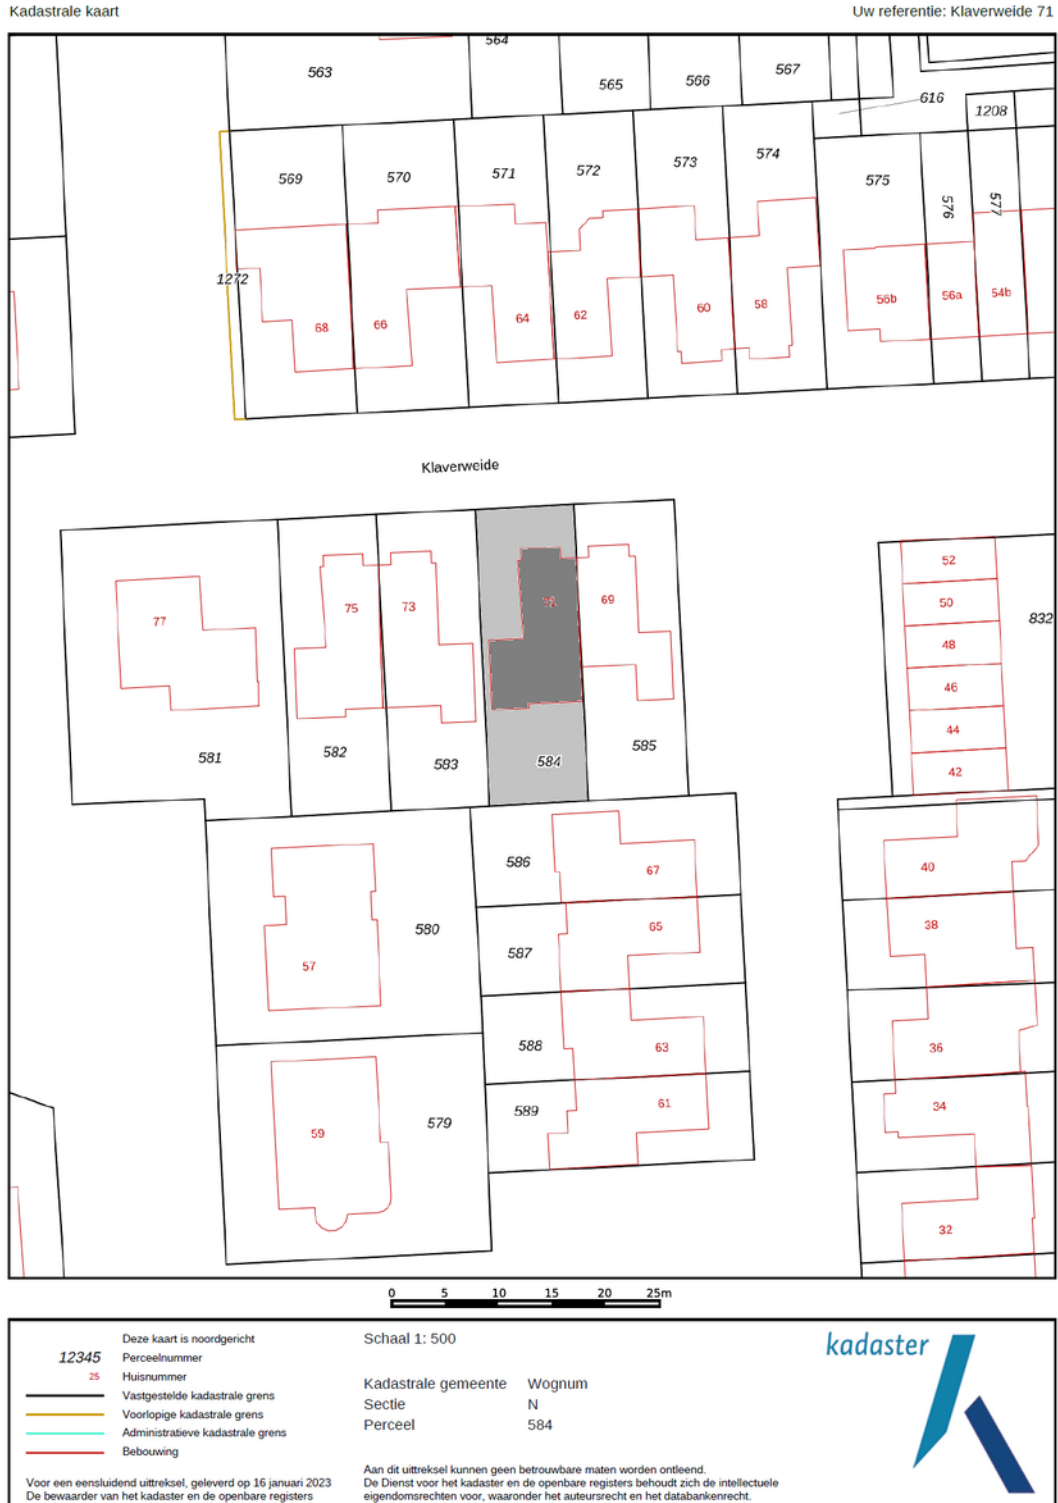 Kadastrale kaart
Uw referentie: Klaverweide 71
563
564
565
566
567
616
1208
569
570
571
572
573
574
575
576
577
1272
68
66
64
62
60
58
56b
56a
54b
Klaverweide
77
75
73
71
69
52
50
48
46
44
42
832
581
582
583
584
585
586
67
40
587
65
38
580
57
588
63
36
589
61
34
579
59
32
0 5 10 15 20 25m
Deze kaart is noordgericht
12345 Perceelnummer
25 Huisnummer
Vastgestelde kadastrale grens
Voorlopige kadastrale grens
Administratieve kadastrale grens
Bebouwing
Voor een eensluidend uittreksel, geleverd op 16 januari 2023
De bewaarder van het kadaster en de openbare registers
Schaal 1: 500
Kadastrale gemeente Wognum
Sectie N
Perceel 584
Aan dit uittreksel kunnen geen betrouwbare maten worden ontleend.
De Dienst voor het kadaster en de openbare registers behoudt zich de intellectuele
eigendomsrechten voor, waaronder het auteursrecht en het databankenrecht.
kadaster